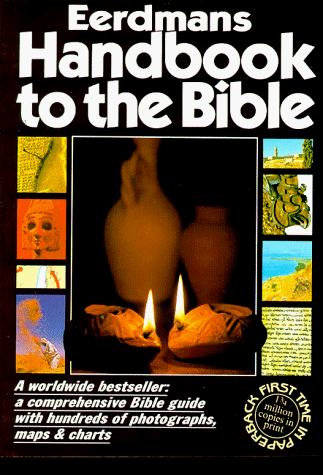 Eerdmans
Handbook
to the Bible
A worldwide bestseller:
a comprehensive Bible guide
with hundreds of photographs,
maps & charts
FIRST TIME IN PAPERBACK
1¾
million
copies in
print